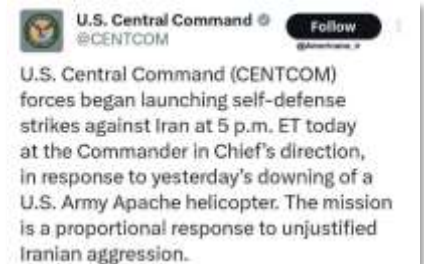 U.S. Central Command
Follow
@CENTCOM
@Americano_ir
U.S. Central Command (CENTCOM)
forces began launching self-defense
strikes against Iran at 5 p.m. ET today
at the Commander in Chief's direction,
in response to yesterday's downing of a
U.S. Army Apache helicopter. The mission
is a proportional response to unjustified
Iranian aggression.